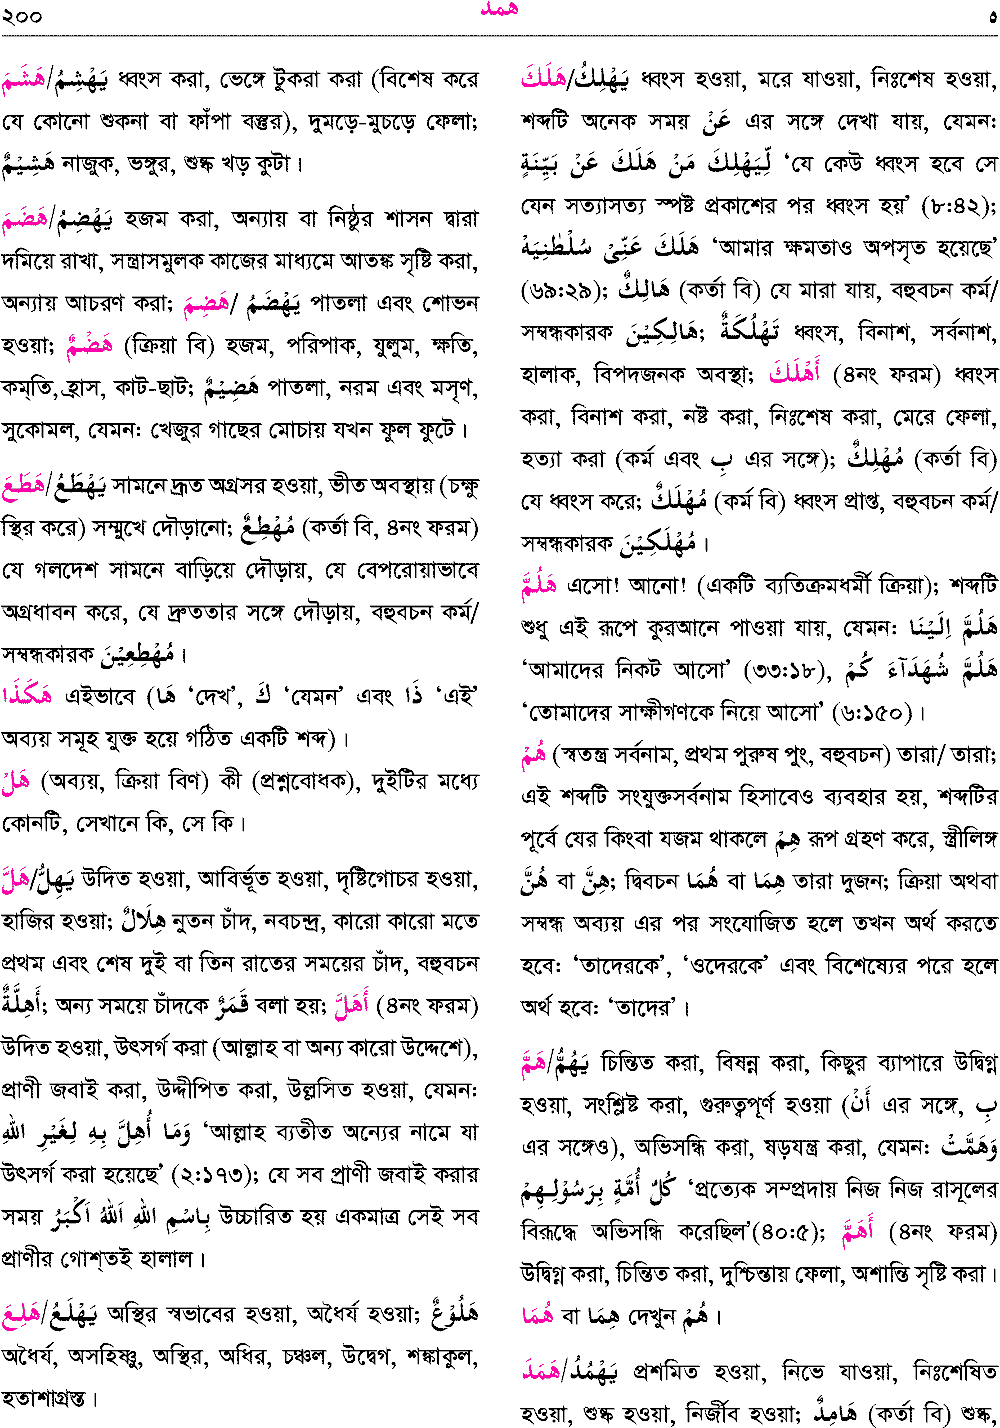 ২০০ همد ৫
هَشَمَ/يَهْشِمُ ধ্বংস করা, ভেঙ্গে টুকরা করা (বিশেষ করে
যে কোনো শুকনা বা ফাঁপা বস্তুর), দুমড়ে-মুচড়ে ফেলা;
هَشِيْمٌ নাজুক, ভঙ্গুর, শুষ্ক খড় কুটা।
هَضَمَ/يَهْضِمُ হজম করা, অন্যায় বা নিষ্ঠুর শাসন দ্বারা
দমিয়ে রাখা, সন্ত্রাসমুলক কাজের মাধ্যমে আতঙ্ক সৃষ্টি করা,
অন্যায় আচরণ করা; هَضِمَ/ يَهْضَمُ পাতলা এবং শোভন
হওয়া; هَضْمٌ (ক্রিয়া বি) হজম, পরিপাক, যুলুম, ক্ষতি,
কম্‌তি,হ্রাস, কাট-ছাট; هَضِيْمٌ পাতলা, নরম এবং মসৃণ,
সুকোমল, যেমন: খেজুর গাছের মোচায় যখন ফুল ফুটে।
هَطَعَ/يَهْطَعُ সামনে দ্রূত অগ্রসর হওয়া, ভীত অবস্থায় (চক্ষু
স্থির করে) সম্মুখে দৌড়ানো; مُهْطِعٌ (কর্তা বি, ৪নং ফরম)
যে গলদেশ সামনে বাড়িয়ে দৌড়ায়, যে বেপরোয়াভাবে
অগ্রধাবন করে, যে দ্রুততার সঙ্গে দৌড়ায়, বহুবচন কর্ম/
সম্বন্ধকারক مُهْطِعِيْنَ।
هَكَذَا এইভাবে (هَا ‘দেখ’, كَ ‘যেমন’ এবং ذَا ‘এই’
অব্যয় সমূহ যুক্ত হয়ে গঠিত একটি শব্দ)।
هَلْ (অব্যয়, ক্রিয়া বিণ) কী (প্রশ্নবোধক), দুইটির মধ্যে
কোনটি, সেখানে কি, সে কি।
هَلَّ/يَهِلُّ উদিত হওয়া, আবির্ভূত হওয়া, দৃষ্টিগোচর হওয়া,
হাজির হওয়া; هِلَالٌ নুতন চাঁদ, নবচন্দ্র, কারো কারো মতে
প্রথম এবং শেষ দুই বা তিন রাতের সময়ের চাঁদ, বহুবচন
أَهِلَّةٌ; অন্য সময়ে চাঁদকে قَمَرٌ বলা হয়; أَهَلَّ (৪নং ফরম)
উদিত হওয়া, উৎসর্গ করা (আল্লাহ বা অন্য কারো উদ্দেশে),
প্রাণী জবাই করা, উদ্দীপিত করা, উল্লসিত হওয়া, যেমন:
وَمَا أُهِلَّ بِهِ لِغَيْرِ اللهِ ‘আল্লাহ ব্যতীত অন্যের নামে যা
উৎসর্গ করা হয়েছে’ (২:১৭৩); যে সব প্রাণী জবাই করার
সময় بِاسْمِ اللهِ اَللهُ اَكْبَرُ উচ্চারিত হয় একমাত্র সেই সব
প্রাণীর গোশ্‌তই হালাল।
هَلِعَ/يَهْلَعُ অস্থির স্বভাবের হওয়া, অধৈর্য হওয়া; هَلُوْعٌ
অধৈর্য, অসহিষ্ণু, অস্থির, অধির, চঞ্চল, উদ্বেগ, শঙ্কাকুল,
হতাশাগ্রস্ত।
هَلَكَ/يَهْلِكُ ধ্বংস হওয়া, মরে যাওয়া, নিঃশেষ হওয়া,
শব্দটি অনেক সময় عَنْ এর সঙ্গে দেখা যায়, যেমন:
لِّيَهْلِكَ مَنْ هَلَكَ عَنْ بَيِّنَةٍ ‘যে কেউ ধ্বংস হবে সে
যেন সত্যাসত্য স্পষ্ট প্রকাশের পর ধ্বংস হয়’ (৮:৪২);
هَلَكَ عَنِّىْ سُلْطٰنِيَهْ ‘আমার ক্ষমতাও অপসৃত হয়েছে’
(৬৯:২৯); هَالِكٌ (কর্তা বি) যে মারা যায়, বহুবচন কর্ম/
সম্বন্ধকারক هَالِكِيْنَ; تَهْلُكَةٌ ধ্বংস, বিনাশ, সর্বনাশ,
হালাক, বিপদজনক অবস্থা; أَهْلَكَ (৪নং ফরম) ধ্বংস
করা, বিনাশ করা, নষ্ট করা, নিঃশেষ করা, মেরে ফেলা,
হত্যা করা (কর্ম এবং بِ এর সঙ্গে); مُهْلِكٌ (কর্তা বি)
যে ধ্বংস করে; مُهْلَكٌ (কর্ম বি) ধ্বংস প্রাপ্ত, বহুবচন কর্ম/
সম্বন্ধকারক مُهْلَكِيْنَ।
هَلُمَّ এসো! আনো! (একটি ব্যতিক্রমধর্মী ক্রিয়া); শব্দটি
শুধু এই রূপে কুরআনে পাওয়া যায়, যেমন: هَلُمَّ اِلَيْنَا
‘আমাদের নিকট আসো’ (৩৩:১৮), هَلُمَّ شُهَدَآءَ كُمْ
‘তোমাদের সাক্ষীগণকে নিয়ে আসো’ (৬:১৫০)।
هُمْ (স্বতন্ত্র সর্বনাম, প্রথম পুরুষ পুং, বহুবচন) তারা/ তারা;
এই শব্দটি সংযুক্তসর্বনাম হিসাবেও ব্যবহার হয়, শব্দটির
পূর্বে যের কিংবা যজম থাকলে هِمْ রূপ গ্রহণ করে, স্ত্রীলিঙ্গ
هُنَّ বা هِنَّ; দ্বিবচন هُمَا বা هِمَا তারা দুজন; ক্রিয়া অথবা
সম্বন্ধ অব্যয় এর পর সংযোজিত হলে তখন অর্থ করতে
হবে: ‘তাদেরকে’, ‘ওদেরকে’ এবং বিশেষ্যের পরে হলে
অর্থ হবে: ‘তাদের’।
هَمَّ/يَهُمُّ চিন্তিত করা, বিষন্ন করা, কিছুর ব্যাপারে উদ্বিগ্ন
হওয়া, সংশ্লিষ্ট করা, গুরুত্বপূর্ণ হওয়া (أَنْ এর সঙ্গে, بِ
এর সঙ্গেও), অভিসন্ধি করা, ষড়যন্ত্র করা, যেমন: وَهَمَّتْ
كُلُّ أُمَّةٍ بِرَسُوْلِهِمْ ‘প্রত্যেক সম্প্রদায় নিজ নিজ রাসূলের
বিরূদ্ধে অভিসন্ধি করেছিল’(৪০:৫); أَهَمَّ (৪নং ফরম)
উদ্বিগ্ন করা, চিন্তিত করা, দুশ্চিন্তায় ফেলা, অশান্তি সৃষ্টি করা।
هُمَا বা هِمَا দেখুন هُمْ।
هَمَدَ/يَهْمُدُ প্রশমিত হওয়া, নিভে যাওয়া, নিঃশেষিত
হওয়া, শুষ্ক হওয়া, নির্জীব হওয়া; هَامِدٌ (কর্তা বি) শুষ্ক,